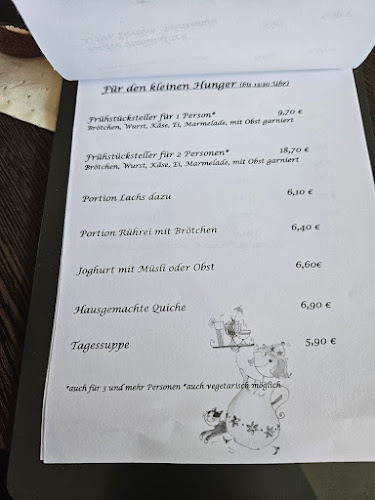 Für den kleinen Hunger (bis 12:30 Uhr)
Frühstücksteller für 1 Person* 9,70 €
Brötchen, Wurst, Käse, Ei, Marmelade, mit Obst garniert
Frühstücksteller für 2 Personen* 18,70 €
Brötchen, Wurst, Käse, Ei, Marmelade, mit Obst garniert
Portion Lachs dazu 6,10 €
Portion Rührei mit Brötchen 6,40 €
Joghurt mit Müsli oder Obst 6,60€
Hausgemachte Quiche 6,90 €
Tagessuppe 5,90 €
*auch für 3 und mehr Personen *auch vegetarisch möglich